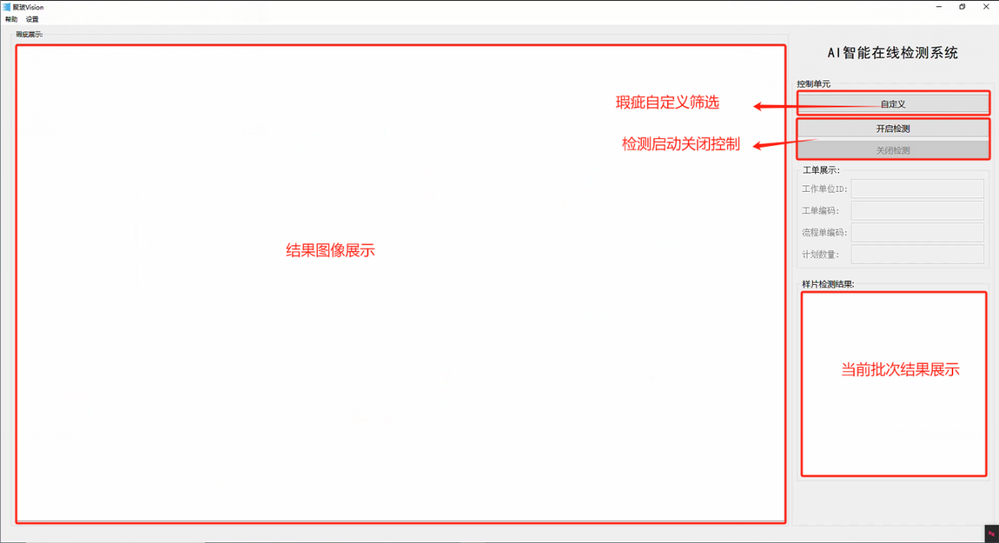 聚玻Vision
帮助 设置
瑕疵展示:
AI智能在线检测系统
控制单元
自定义
瑕疵自定义筛选
开启检测
关闭检测
检测启动关闭控制
工单展示:
工作单位ID:
工单编码:
流程单编码:
计划数量:
结果图像展示
样片检测结果:
当前批次结果展示